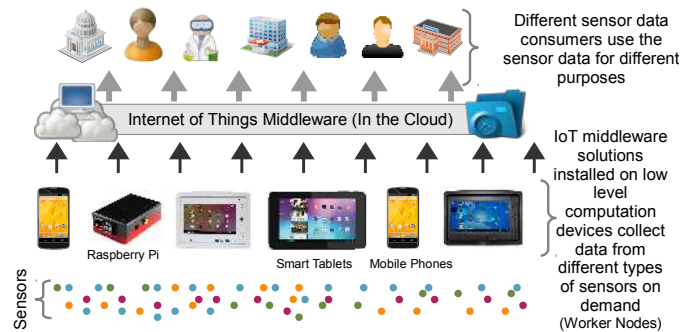 Different sensor data
consumers use the
sensor data for different
purposes
Internet of Things Middleware (In the Cloud)
IoT middleware
solutions
installed on low
level
computation
devices collect
data from
different types
of sensors on
demand
(Worker Nodes)
Raspberry Pi
Smart Tablets
Mobile Phones
Sensors